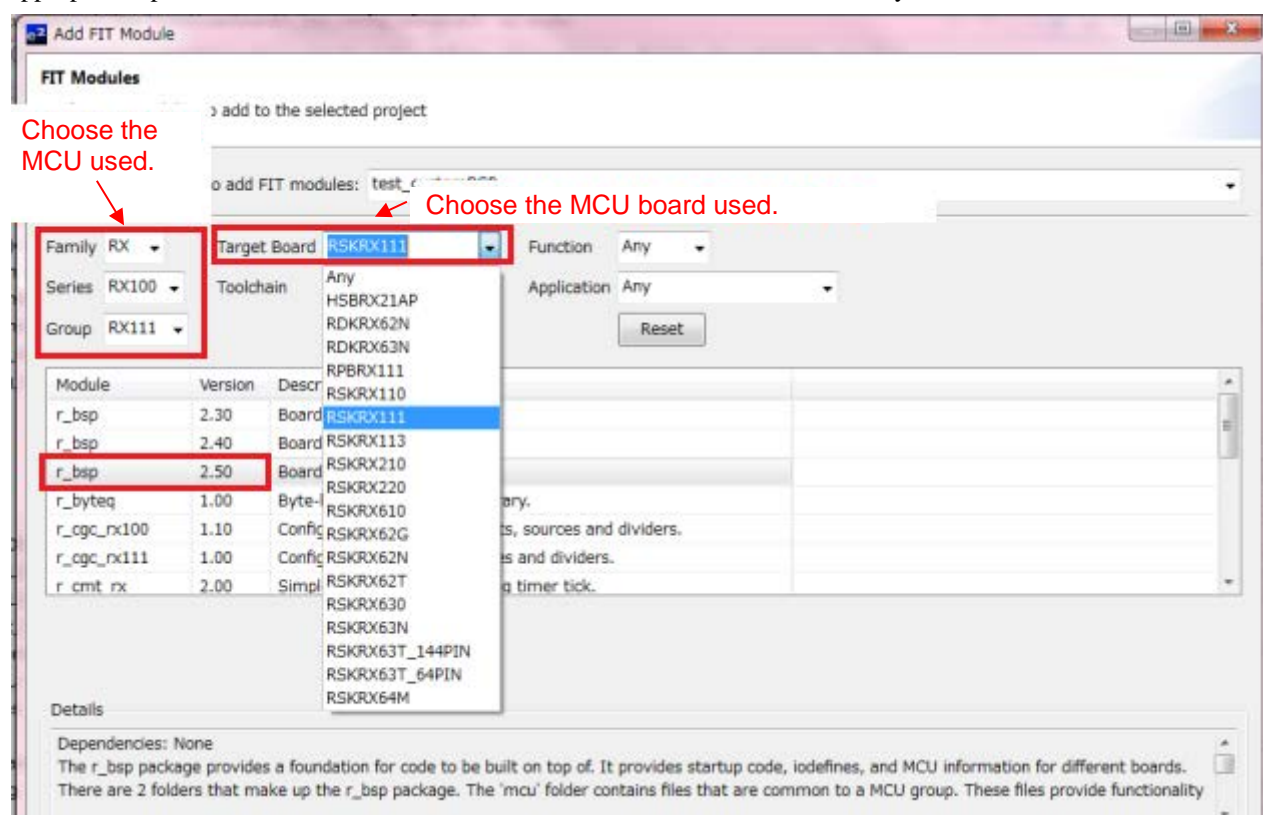 Add FIT Module
FIT Modules
o add to the selected project
Choose the
MCU used.
o add FIT modules: test_
Choose the MCU board used.
Family RX Target Board RSKRX111 Function Any
Series RX100 Toolchain Application Any
Group RX111 Reset
Any
HSBRX21AP
RDKRX62N
RDKRX63N
RPBRX111
RSKRX110
RSKRX111
RSKRX113
RSKRX210
RSKRX220
RSKRX610
RSKRX62G
RSKRX62N
RSKRX62T
RSKRX630
RSKRX63N
RSKRX63T_144PIN
RSKRX63T_64PIN
RSKRX64M
Module Version Descr
r_bsp 2.30 Board
r_bsp 2.40 Board
r_bsp 2.50 Board
r_byteq 1.00 Byte- ary.
r_cgc_rx100 1.10 Config ts, sources and dividers.
r_cgc_rx111 1.00 Config es and dividers.
r_cmt_rx 2.00 Simpl g timer tick.
Details
Dependencies: None
The r_bsp package provides a foundation for code to be built on top of. It provides startup code, iodefines, and MCU information for different boards.
There are 2 folders that make up the r_bsp package. The 'mcu' folder contains files that are common to a MCU group. These files provide functionality